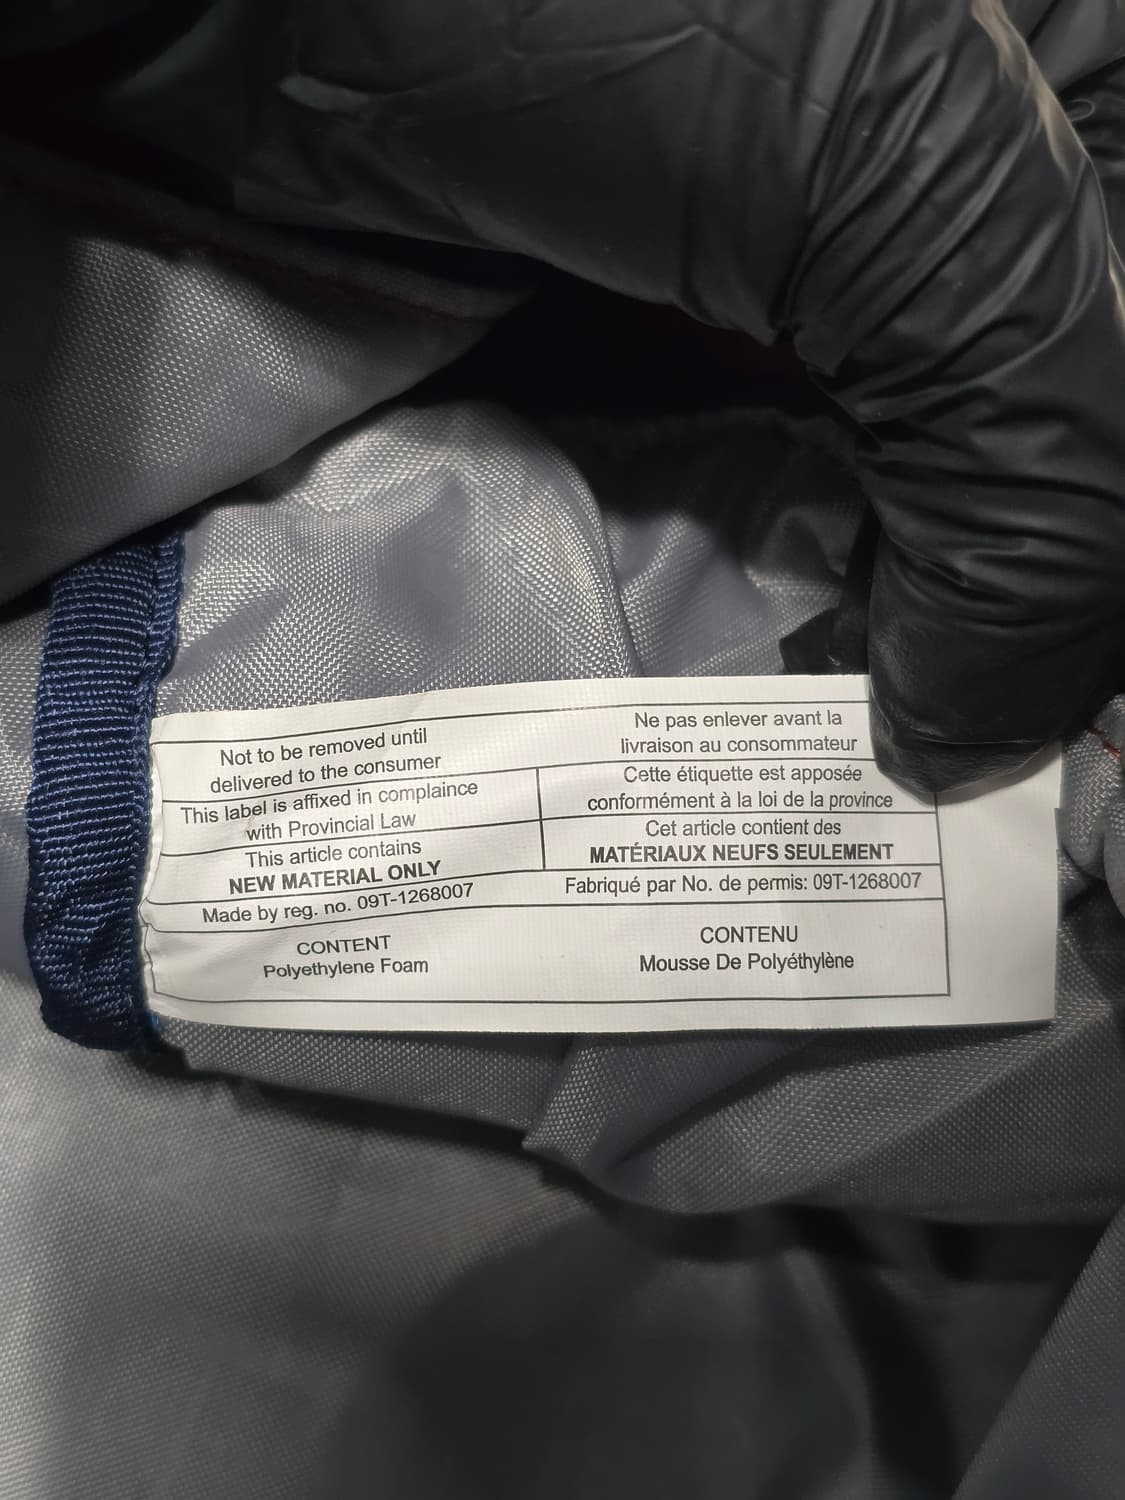 Not to be removed until
delivered to the consumer
Ne pas enlever avant la
livraison au consommateur
This label is affixed in complaince
with Provincial Law
Cette étiquette est apposée
conformément à la loi de la province
This article contains
NEW MATERIAL ONLY
Cet article contient des
MATÉRIAUX NEUFS SEULEMENT
Made by reg. no. 09T-1268007
Fabriqué par No. de permis: 09T-1268007
CONTENT
Polyethylene Foam
CONTENU
Mousse De Polyéthylène